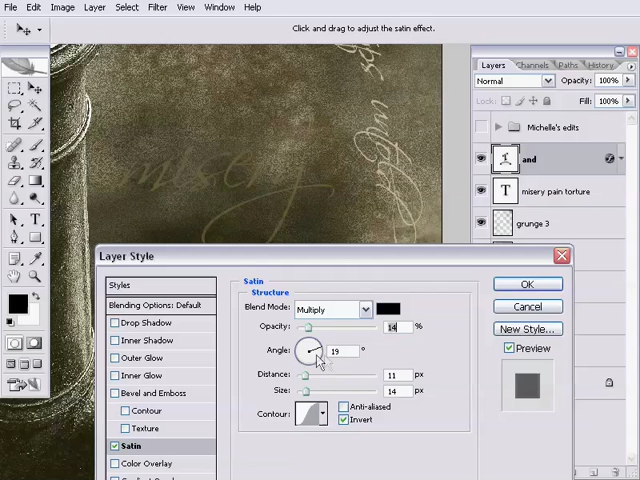 File Edit Image Layer Select Filter View Window Help
Click and drag to adjust the satin effect.
Layers Channels Paths History
Normal Opacity: 100%
Lock: Fill: 100%
Michelle's edits
and
T misery pain torture
grunge 3
misery
Layer Style
Styles
Blending Options: Default
Drop Shadow
Inner Shadow
Outer Glow
Inner Glow
Bevel and Emboss
Contour
Texture
Satin
Color Overlay
Satin
Structure
Blend Mode: Multiply
Opacity: 14 %
Angle: 19 °
Distance: 11 px
Size: 14 px
Contour: Anti-aliased
Invert
OK
Cancel
New Style...
Preview